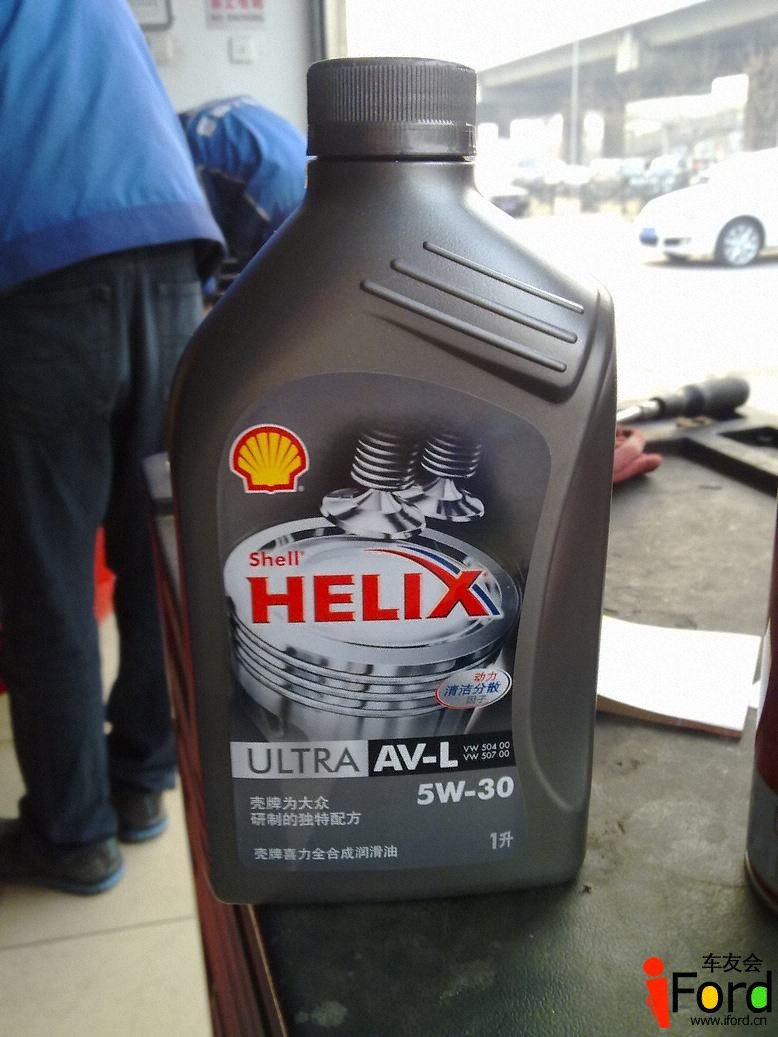 NO SMOKING
Shell
HELIX
动力
清洁分散
因子
ULTRA AV-L VW 504 00
VW 507 00
5W-30
壳牌为大众
研制的独特配方
1升
壳牌喜力全合成润滑油
车友会
iFord
www.iford.cn